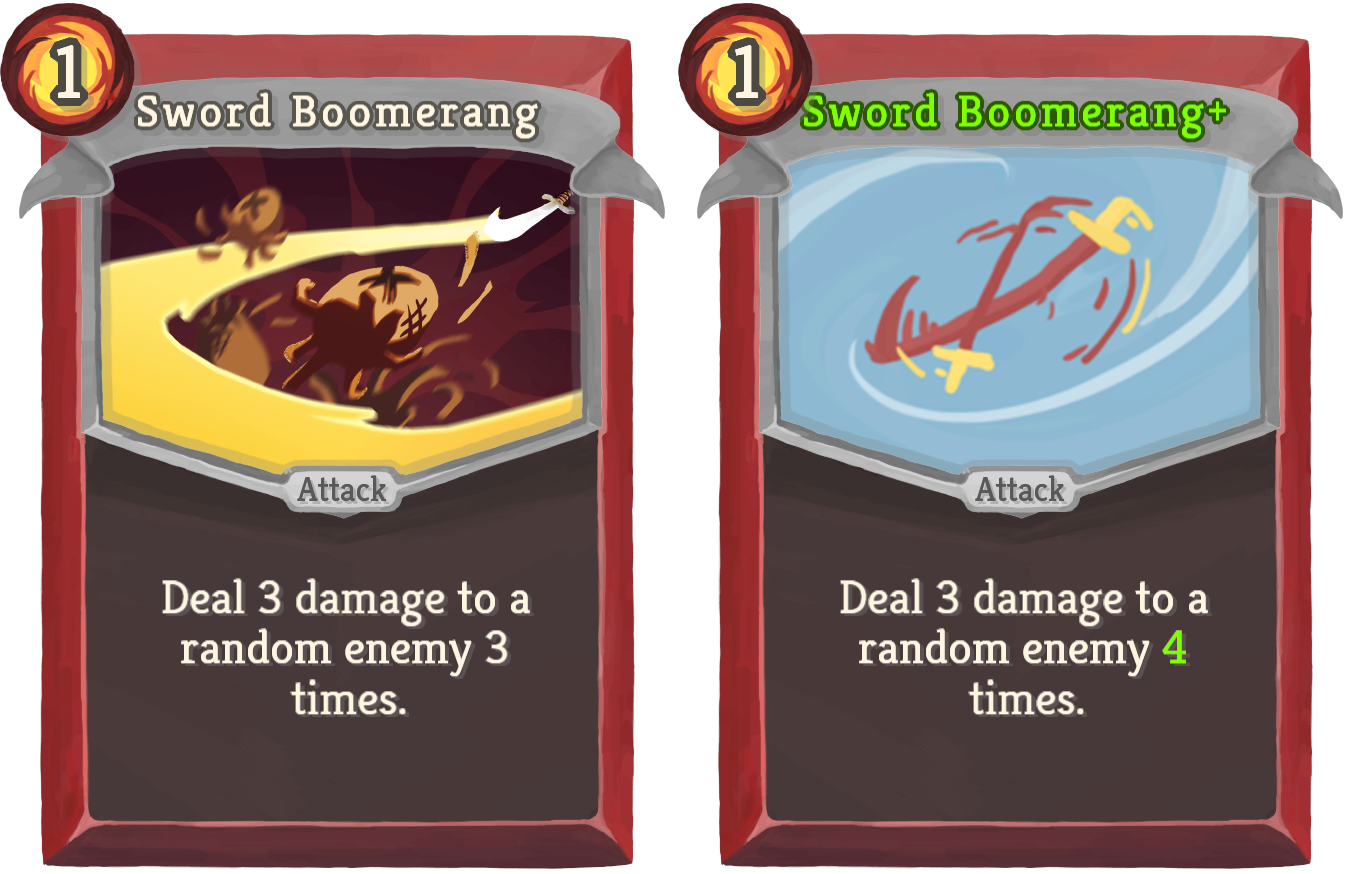 1
Sword Boomerang
Attack
Deal 3 damage to a
random enemy 3
times.
1
Sword Boomerang+
Attack
Deal 3 damage to a
random enemy 4
times.